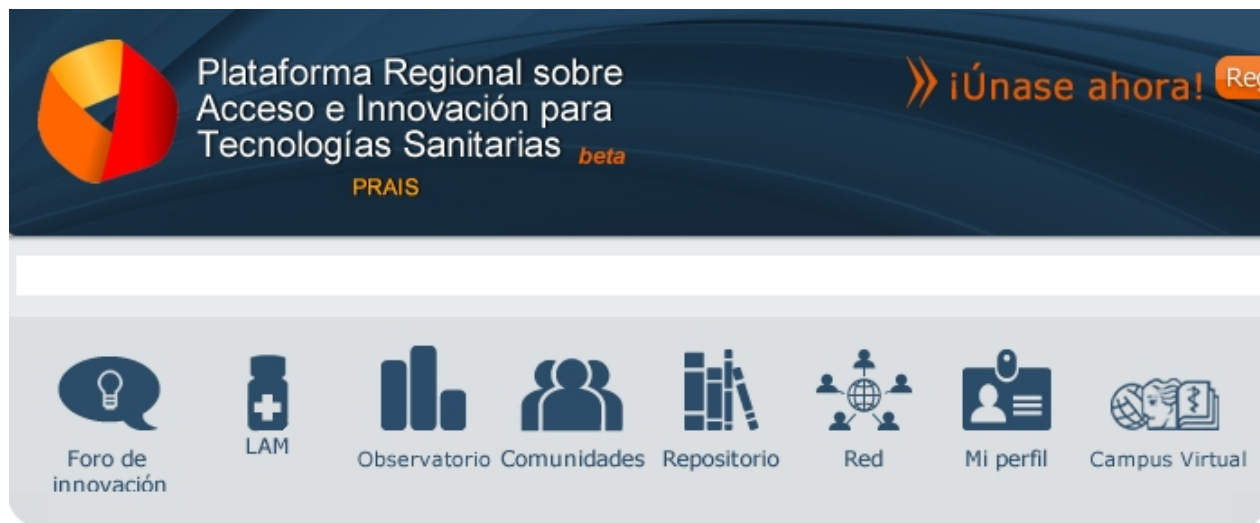 Plataforma Regional sobre
Acceso e Innovación para
Tecnologías Sanitarias beta
PRAIS
¡Únase ahora!
Foro de
innovación
LAM
Observatorio
Comunidades
Repositorio
Red
Mi perfil
Campus Virtual